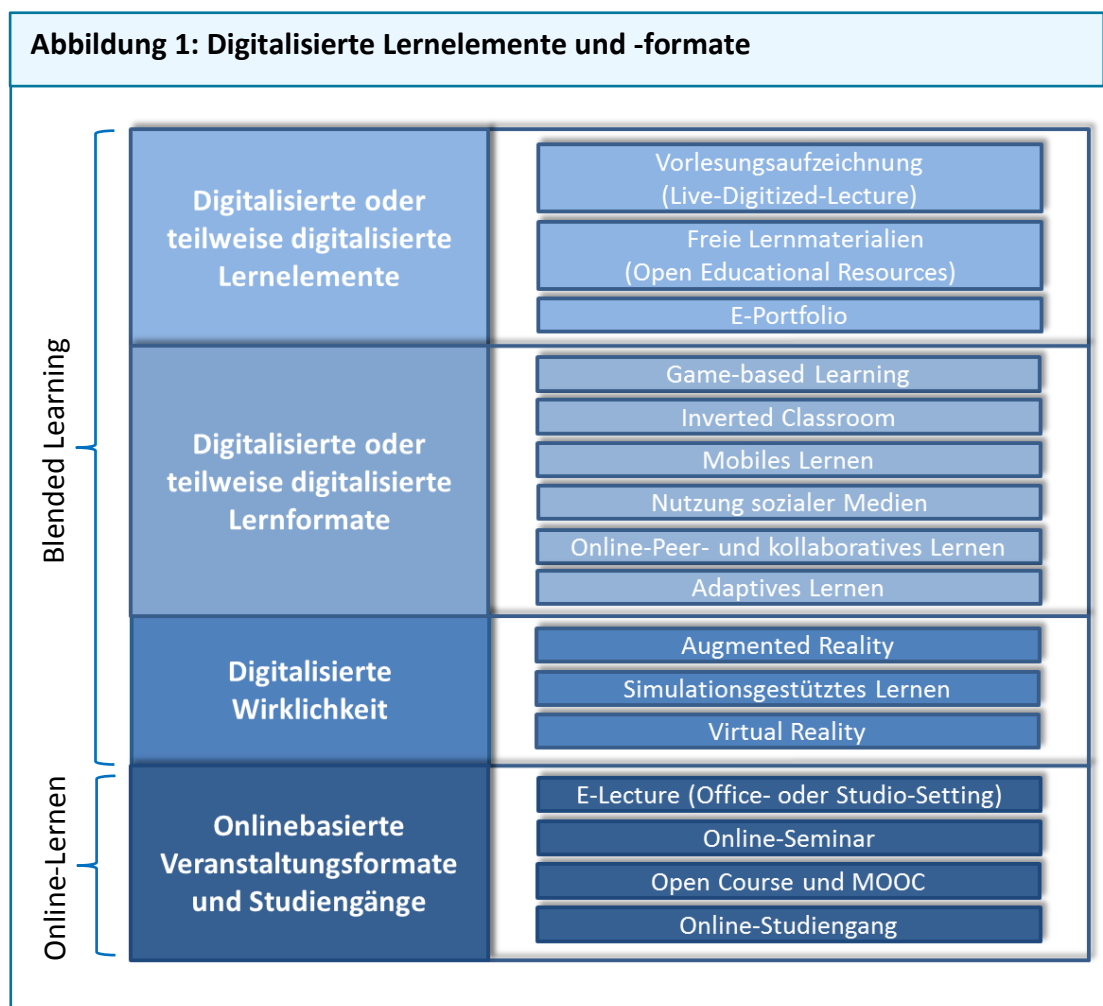 Abbildung 1: Digitalisierte Lernelemente und -formate
Blended Learning
Digitalisierte oder
teilweise digitalisierte
Lernelemente
Vorlesungsaufzeichnung
(Live-Digitized-Lecture)
Freie Lernmaterialien
(Open Educational Resources)
E-Portfolio
Digitalisierte oder
teilweise digitalisierte
Lernformate
Game-based Learning
Inverted Classroom
Mobiles Lernen
Nutzung sozialer Medien
Online-Peer- und kollaboratives Lernen
Adaptives Lernen
Digitalisierte
Wirklichkeit
Augmented Reality
Simulationsgestütztes Lernen
Virtual Reality
Online-Lernen
Onlinebasierte
Veranstaltungsformate
und Studiengänge
E-Lecture (Office- oder Studio-Setting)
Online-Seminar
Open Course und MOOC
Online-Studiengang